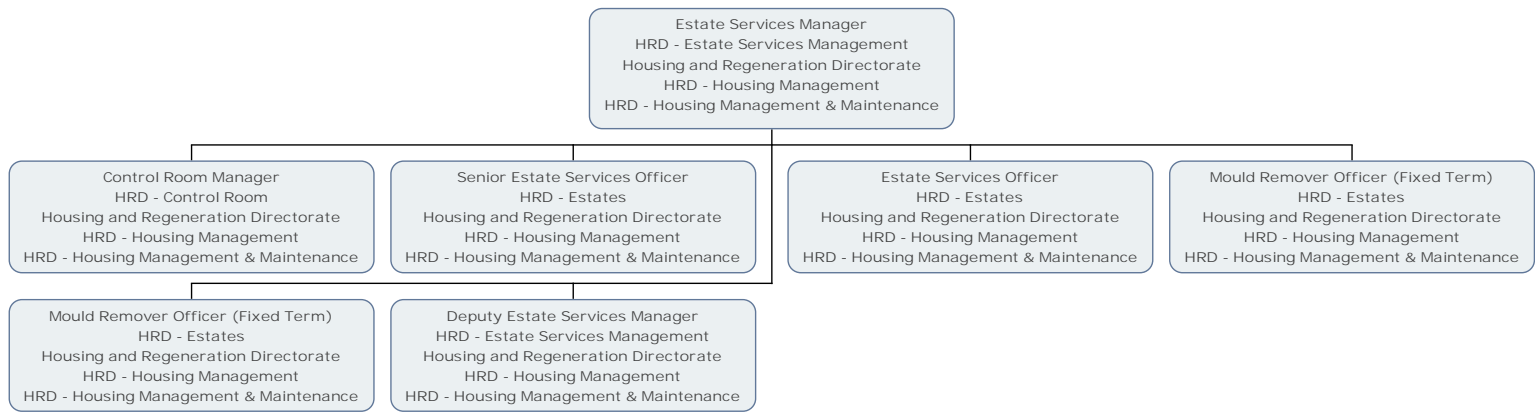 Estate Services Manager
HRD - Estate Services Management
Housing and Regeneration Directorate
HRD - Housing Management
HRD - Housing Management & Maintenance
Control Room Manager
HRD - Control Room
Housing and Regeneration Directorate
HRD - Housing Management
HRD - Housing Management & Maintenance
Senior Estate Services Officer
HRD - Estates
Housing and Regeneration Directorate
HRD - Housing Management
HRD - Housing Management & Maintenance
Estate Services Officer
HRD - Estates
Housing and Regeneration Directorate
HRD - Housing Management
HRD - Housing Management & Maintenance
Mould Remover Officer (Fixed Term)
HRD - Estates
Housing and Regeneration Directorate
HRD - Housing Management
HRD - Housing Management & Maintenance
Mould Remover Officer (Fixed Term)
HRD - Estates
Housing and Regeneration Directorate
HRD - Housing Management
HRD - Housing Management & Maintenance
Deputy Estate Services Manager
HRD - Estate Services Management
Housing and Regeneration Directorate
HRD - Housing Management
HRD - Housing Management & Maintenance